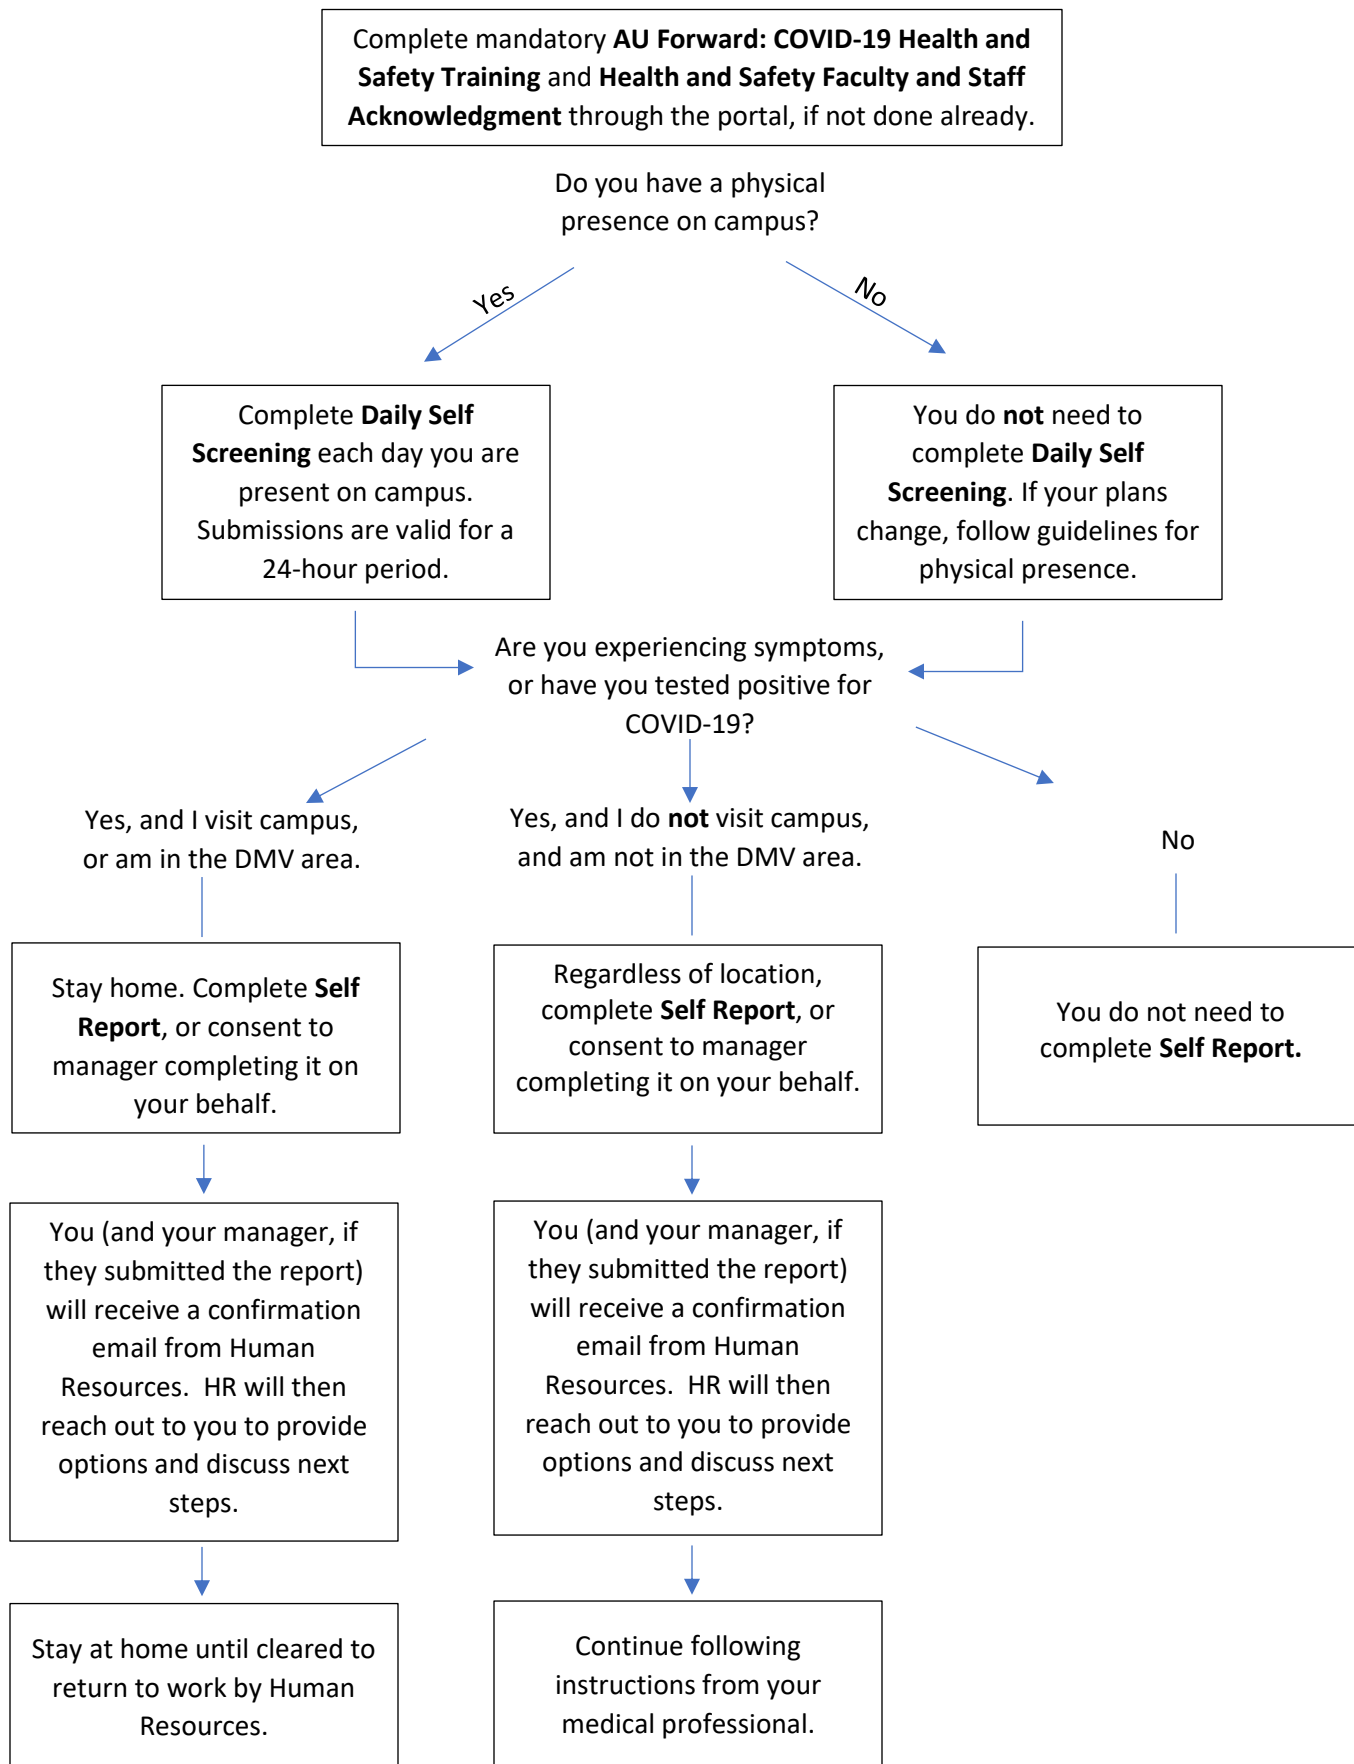 Complete mandatory AU Forward: COVID-19 Health and
Safety Training and Health and Safety Faculty and Staff
Acknowledgment through the portal, if not done already.
Do you have a physical
presence on campus?
Yes
No
Complete Daily Self
Screening each day you are
present on campus.
Submissions are valid for a
24-hour period.
You do not need to
complete Daily Self
Screening. If your plans
change, follow guidelines for
physical presence.
Are you experiencing symptoms,
or have you tested positive for
COVID-19?
Yes, and I visit campus,
or am in the DMV area.
Yes, and I do not visit campus,
and am not in the DMV area.
No
Stay home. Complete Self
Report, or consent to
manager completing it on
your behalf.
Regardless of location,
complete Self Report, or
consent to manager
completing it on your behalf.
You do not need to
complete Self Report.
You (and your manager, if
they submitted the report)
will receive a confirmation
email from Human
Resources.  HR will then
reach out to you to provide
options and discuss next
steps.
You (and your manager, if
they submitted the report)
will receive a confirmation
email from Human
Resources.  HR will then
reach out to you to provide
options and discuss next
steps.
Stay at home until cleared to
return to work by Human
Resources.
Continue following
instructions from your
medical professional.